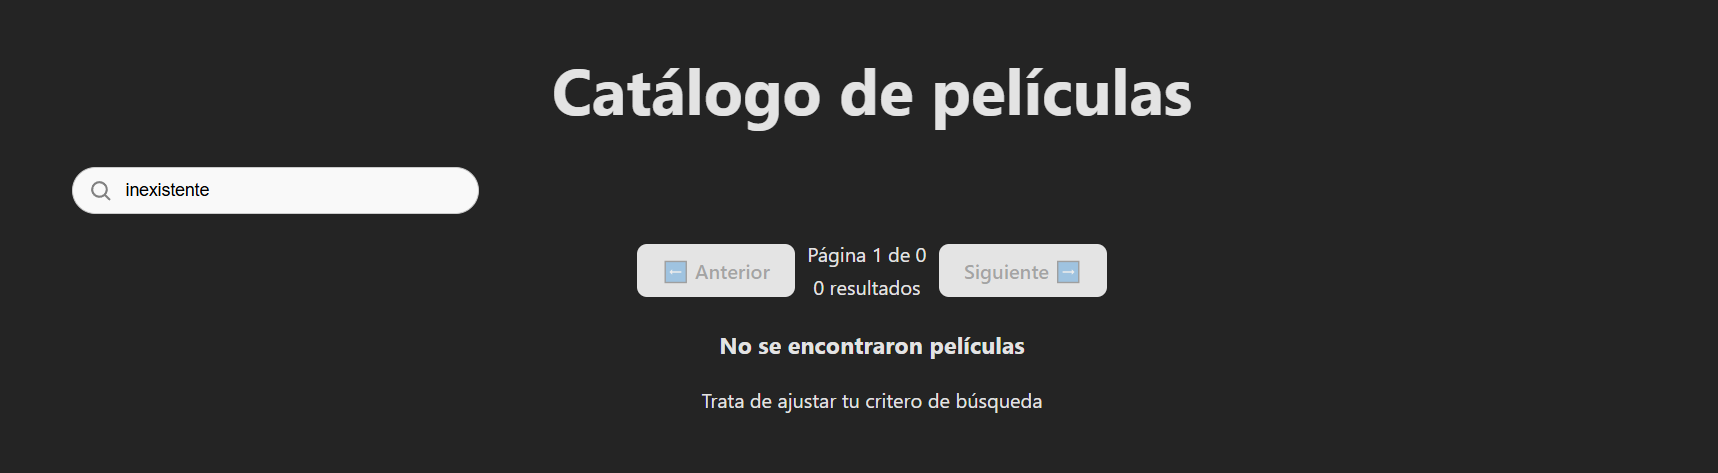 Catálogo de películas
inexistente
⬅️ Anterior
Página 1 de 0
0 resultados
Siguiente ➡️
No se encontraron películas
Trata de ajustar tu critero de búsqueda